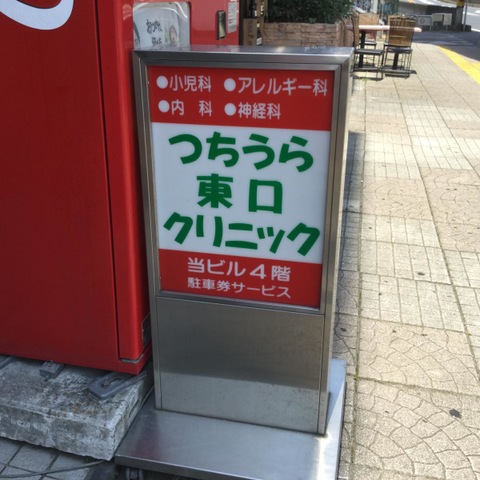 ●小児科 ●アレルギー科
●内 科 ●神経科
つちうら
東口
クリニック
当ビル4階
駐車券サービス